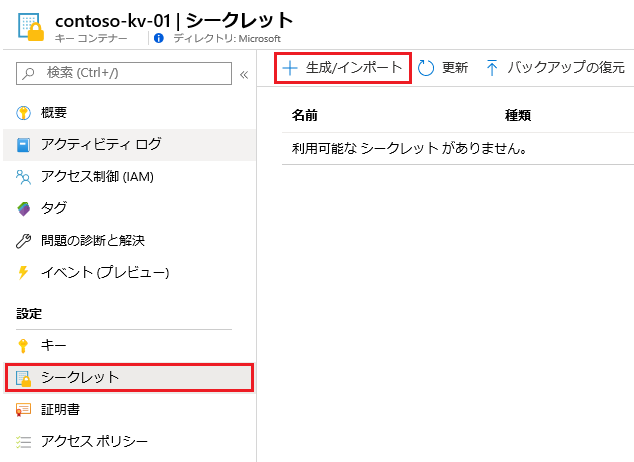 contoso-kv-01 | シークレット
キー コンテナー
ディレクトリ: Microsoft
検索 (Ctrl+/)
概要
アクティビティ ログ
アクセス制御 (IAM)
タグ
問題の診断と解決
イベント (プレビュー)
設定
キー
シークレット
証明書
アクセス ポリシー
生成/インポート
更新
バックアップの復元
名前
種類
利用可能な シークレット がありません。